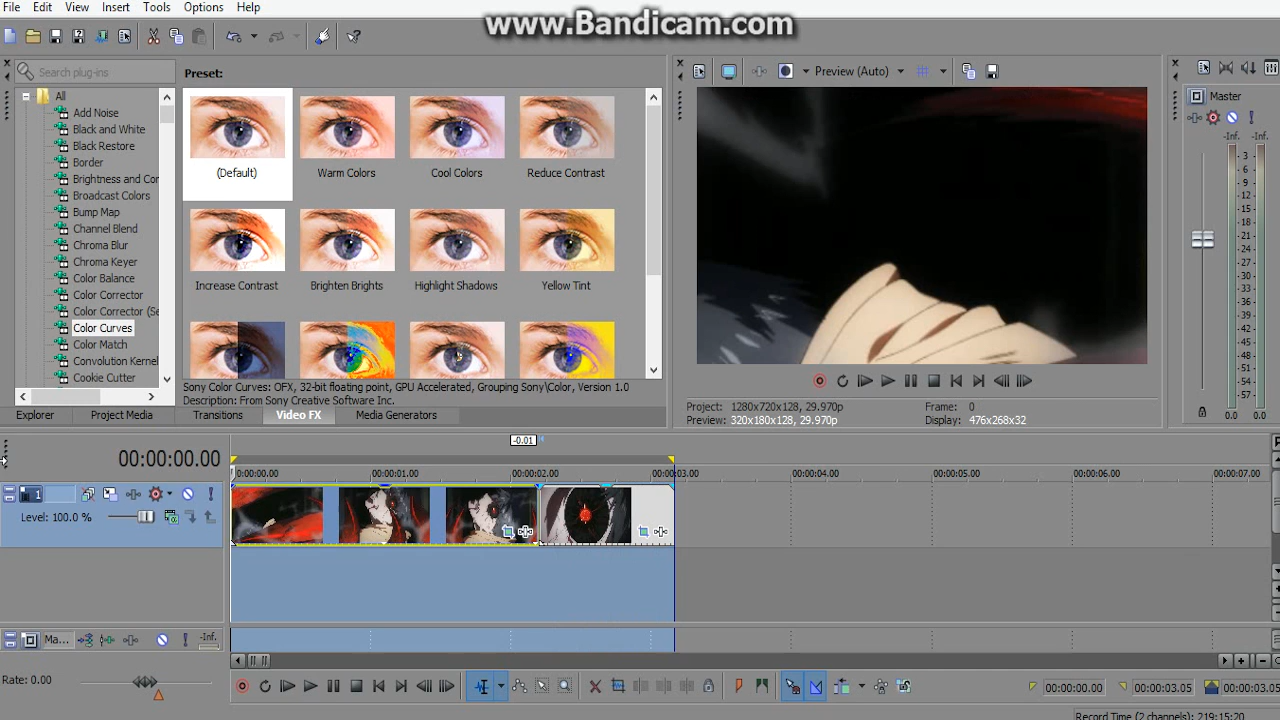 File Edit View Insert Tools Options Help
www.Bandicam.com
Search plug-ins
Preset:
Preview (Auto)
All
Add Noise
Black and White
Black Restore
Border
Brightness and Con
Broadcast Colors
Bump Map
Channel Blend
Chroma Blur
Chroma Keyer
Color Balance
Color Corrector
Color Corrector (Se
Color Curves
Color Match
Convolution Kernel
Cookie Cutter
(Default) Warm Colors Cool Colors Reduce Contrast
Increase Contrast Brighten Brights Highlight Shadows Yellow Tint
Sony Color Curves: OFX, 32-bit floating point, GPU Accelerated, Grouping Sony\Color, Version 1.0
Description: From Sony Creative Software Inc.
Explorer Project Media Transitions Video FX Media Generators
Project: 1280x720x128, 29.970p Frame: 0
Preview: 320x180x128, 29.970p Display: 476x268x32
Master
-Inf. -Inf.
3
6
9
12
15
18
21
24
27
30
33
36
39
42
45
48
51
54
57
0.0 0.0
-0.01
00:00:00.00
00:00:00.00 00:00:01.00 00:00:02.00 00:00:03.00 00:00:04.00 00:00:05.00 00:00:06.00 00:00:07.00
1
Level: 100.0 %
Ma... -Inf.
Rate: 0.00
00:00:00.00 00:00:03.05 00:00:03.05
Record Time (2 channels): 219:15:20